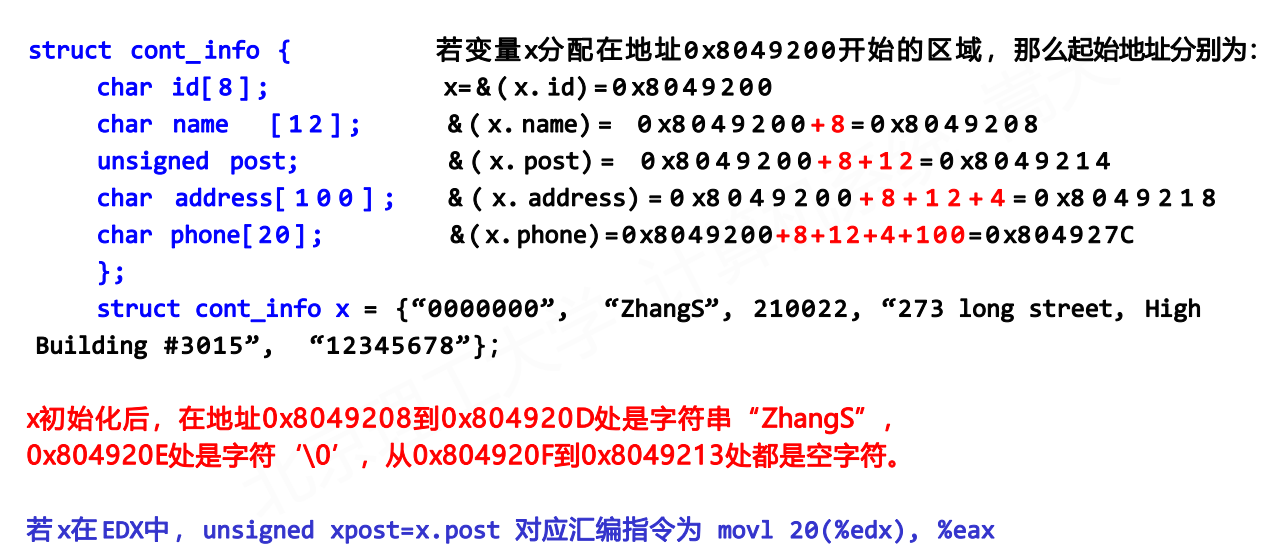 struct cont_info { 若变量x分配在地址0x8049200开始的区域，那么起始地址分别为：
char id[8]; x=&(x.id)=0x8049200
char name [12]; &(x.name)= 0x8049200+8=0x8049208
unsigned post; &(x.post)= 0x8049200+8+12=0x8049214
char address[100]; &(x.address)=0x8049200+8+12+4=0x8049218
char phone[20]; &(x.phone)=0x8049200+8+12+4+100=0x804927C
};
struct cont_info x = {“0000000”, “ZhangS”, 210022, “273 long street, High
Building #3015”, “12345678”};
x初始化后，在地址0x8049208到0x804920D处是字符串“ZhangS”，
0x804920E处是字符‘\0’，从0x804920F到0x8049213处都是空字符。
若x在EDX中，unsigned xpost=x.post 对应汇编指令为 movl 20(%edx), %eax